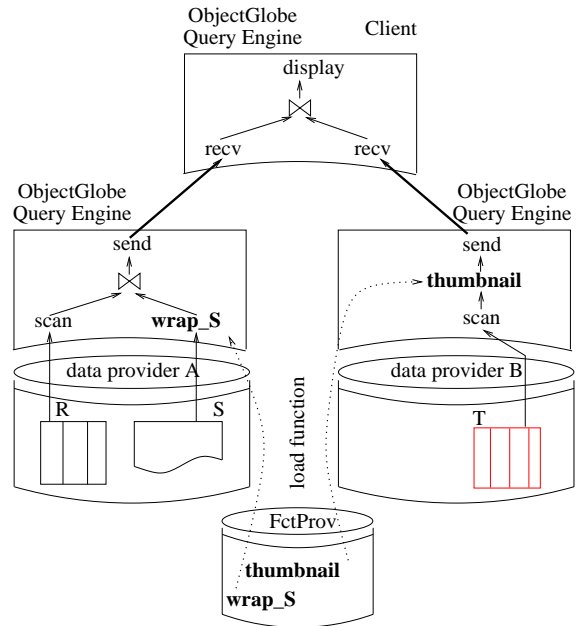 ObjectGlobe
Query Engine
Client
display
recv
recv
ObjectGlobe
Query Engine
ObjectGlobe
Query Engine
send
send
thumbnail
scan
wrap_S
scan
data provider A
data provider B
R
S
T
load function
FctProv
thumbnail
wrap_S